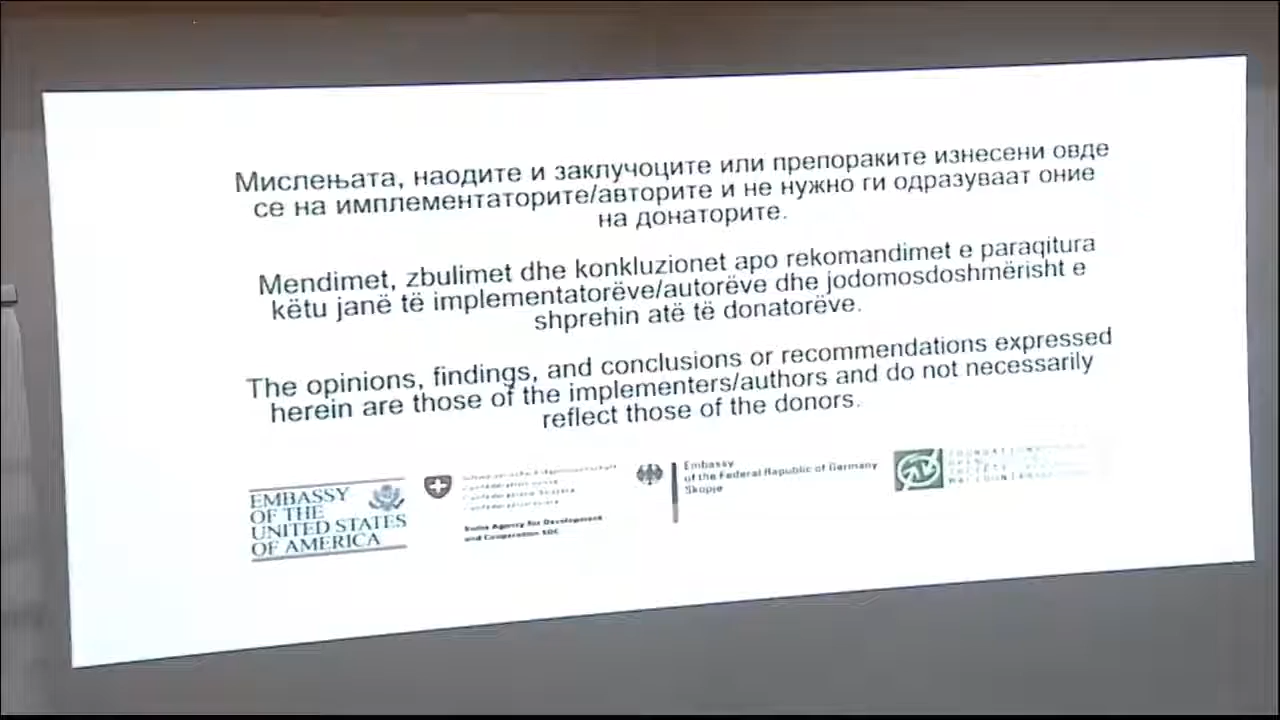 Мислењата, наодите и заклучоците или препораките изнесени овде
се на имплементаторите/авторите и не нужно ги одразуваат оние
на донаторите.
Mendimet, zbulimet dhe konkluzionet apo rekomandimet e paraqitura
këtu janë të implementatorëve/autorëve dhe jodomosdoshmërisht e
shprehin atë të donatorëve.
The opinions, findings, and conclusions or recommendations expressed
herein are those of the implementers/authors and do not necessarily
reflect those of the donors.
EMBASSY
OF THE
UNITED STATES
OF AMERICA
Swiss Agency for Development
and Cooperation SDC
Embassy
of the Federal Republic of Germany
Skopje